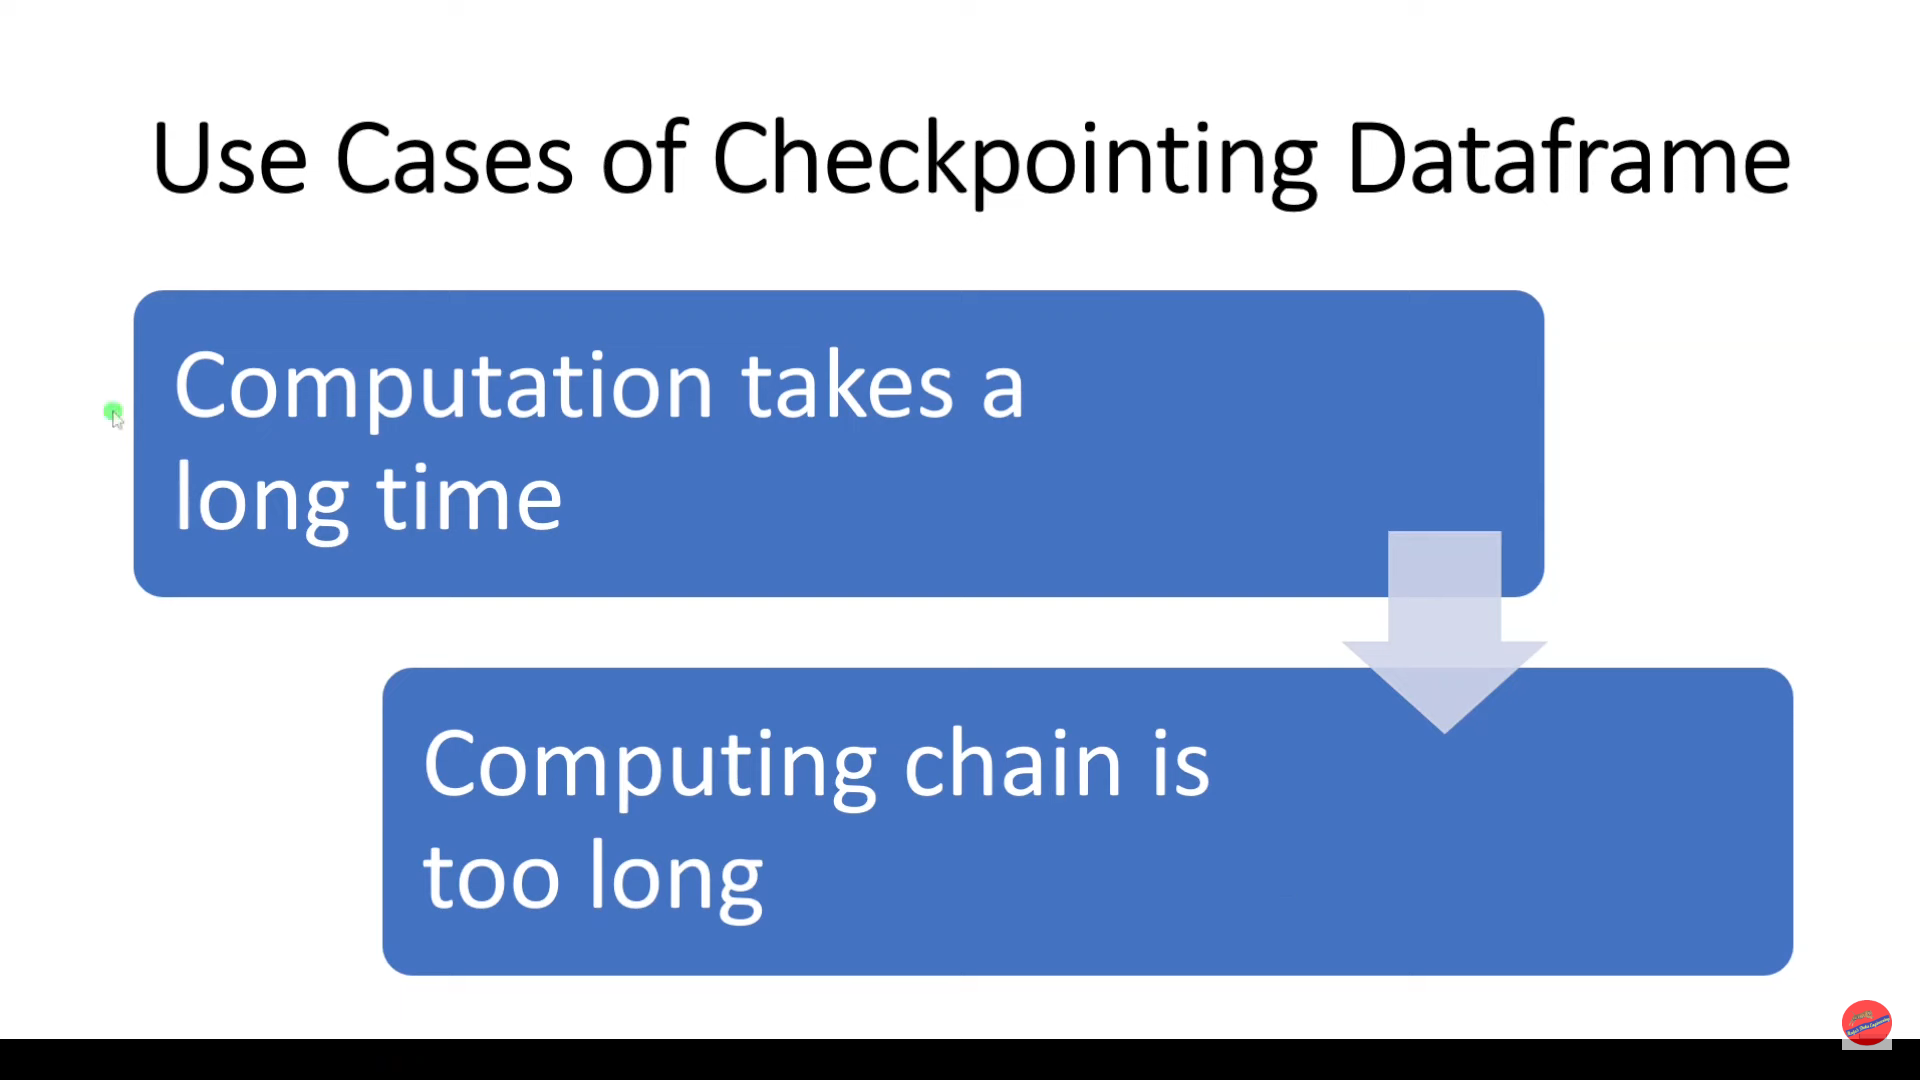 Use Cases of Checkpointing Dataframe
Computation takes a
long time
Computing chain is
too long